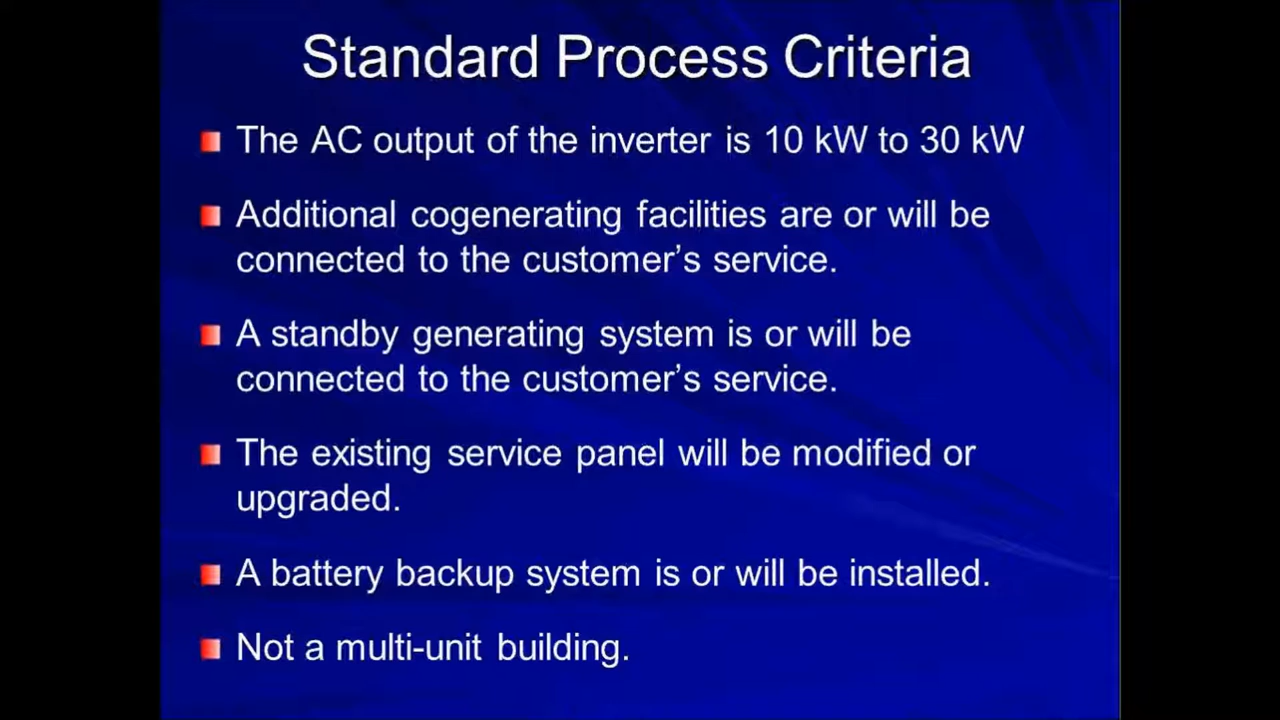 Standard Process Criteria
The AC output of the inverter is 10 kW to 30 kW
Additional cogenerating facilities are or will be
connected to the customer’s service.
A standby generating system is or will be
connected to the customer’s service.
The existing service panel will be modified or
upgraded.
A battery backup system is or will be installed.
Not a multi-unit building.